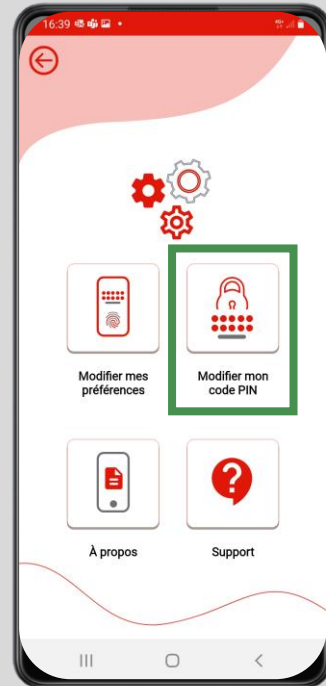 16:39
Modifier mes
préférences
Modifier mon
code PIN
À propos
Support